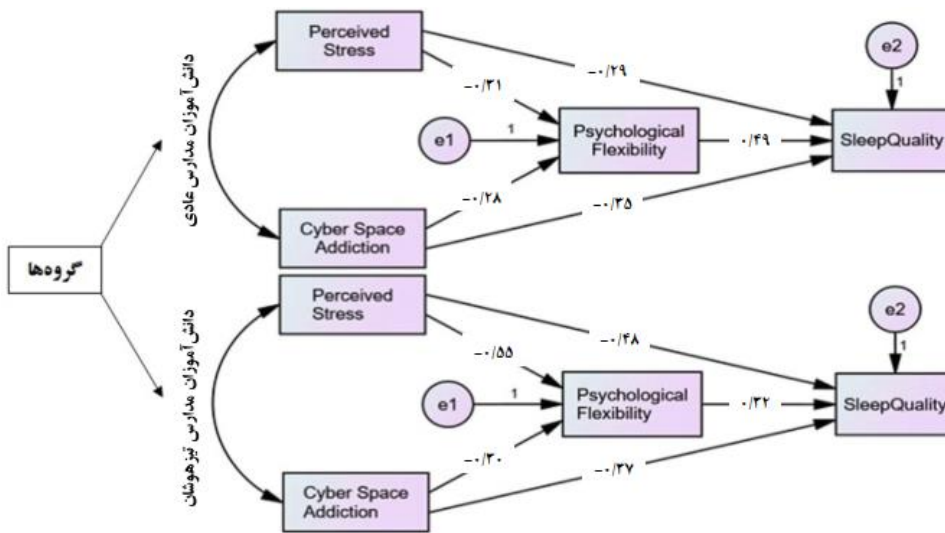 گروه‌ها
دانش‌آموزان مدارس عادی
Perceived
Stress
-۰/۲۹
-۰/۳۱
e1
1
Psychological
Flexibility
۰/۴۹
e2
1
SleepQuality
-۰/۲۸
-۰/۳۵
Cyber Space
Addiction
دانش‌آموزان مدارس تیزهوشان
Perceived
Stress
-۰/۴۸
-۰/۵۵
e1
1
Psychological
Flexibility
۰/۳۲
e2
1
SleepQuality
-۰/۳۰
-۰/۳۷
Cyber Space
Addiction